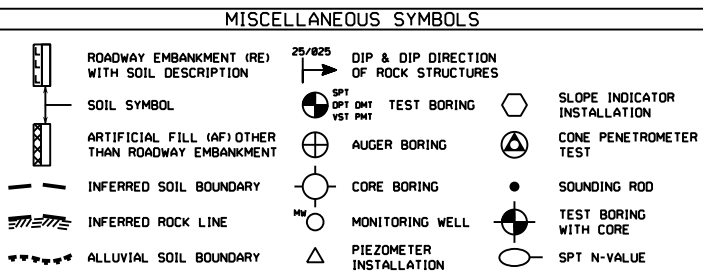 MISCELLANEOUS SYMBOLS
ROADWAY EMBANKMENT (RE)
WITH SOIL DESCRIPTION
SOIL SYMBOL
ARTIFICIAL FILL (AF) OTHER
THAN ROADWAY EMBANKMENT
INFERRED SOIL BOUNDARY
INFERRED ROCK LINE
ALLUVIAL SOIL BOUNDARY
25/025
DIP & DIP DIRECTION
OF ROCK STRUCTURES
SPT
DPT DMT
VST PMT
TEST BORING
AUGER BORING
CORE BORING
MW
MONITORING WELL
PIEZOMETER
INSTALLATION
SLOPE INDICATOR
INSTALLATION
CONE PENETROMETER
TEST
SOUNDING ROD
TEST BORING
WITH CORE
SPT N-VALUE